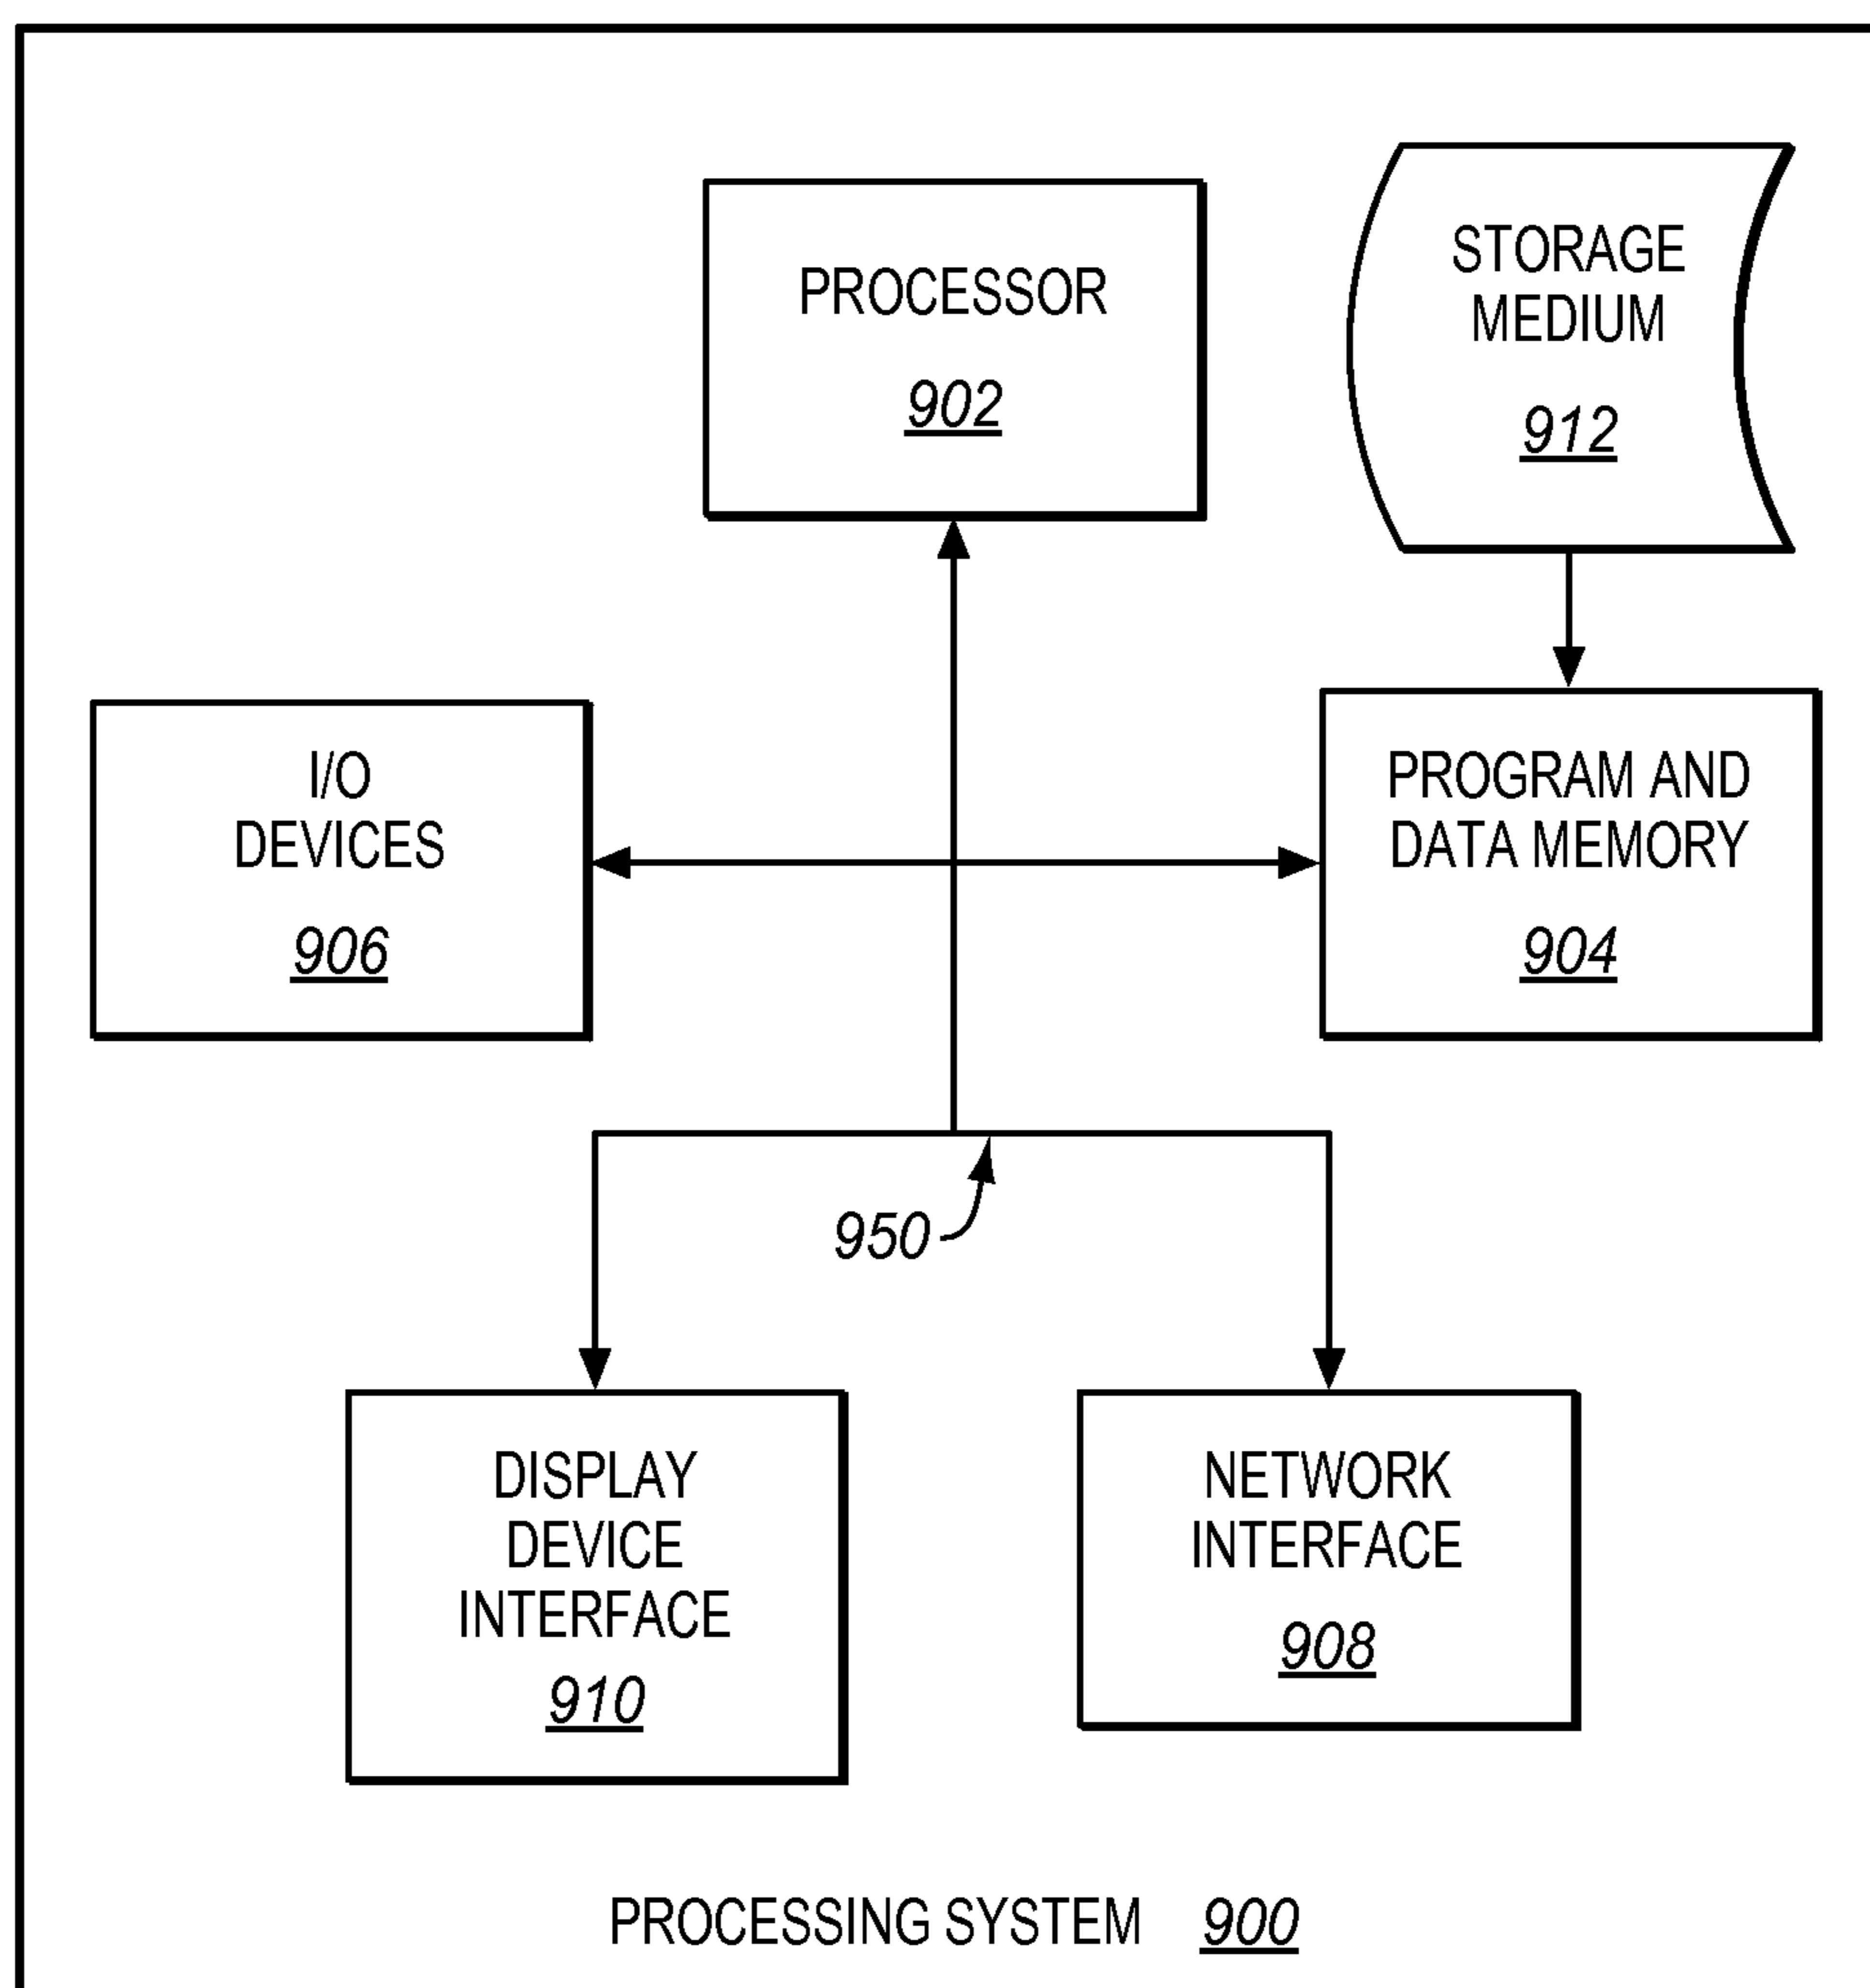 PROCESSOR
902
STORAGE
MEDIUM
912
I/O
DEVICES
906
PROGRAM AND
DATA MEMORY
904
950
DISPLAY
DEVICE
INTERFACE
910
NETWORK
INTERFACE
908
PROCESSING SYSTEM 900